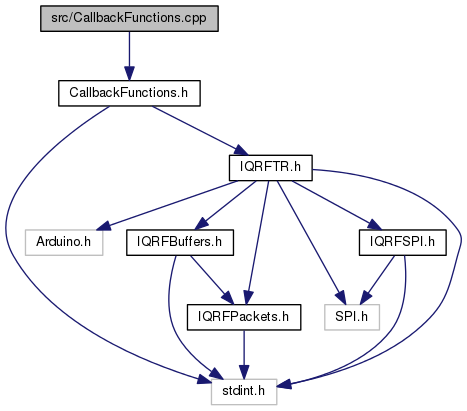 src/CallbackFunctions.cpp
CallbackFunctions.h
IQRFTR.h
Arduino.h
IQRFBuffers.h
IQRFSPI.h
IQRFPackets.h
SPI.h
stdint.h